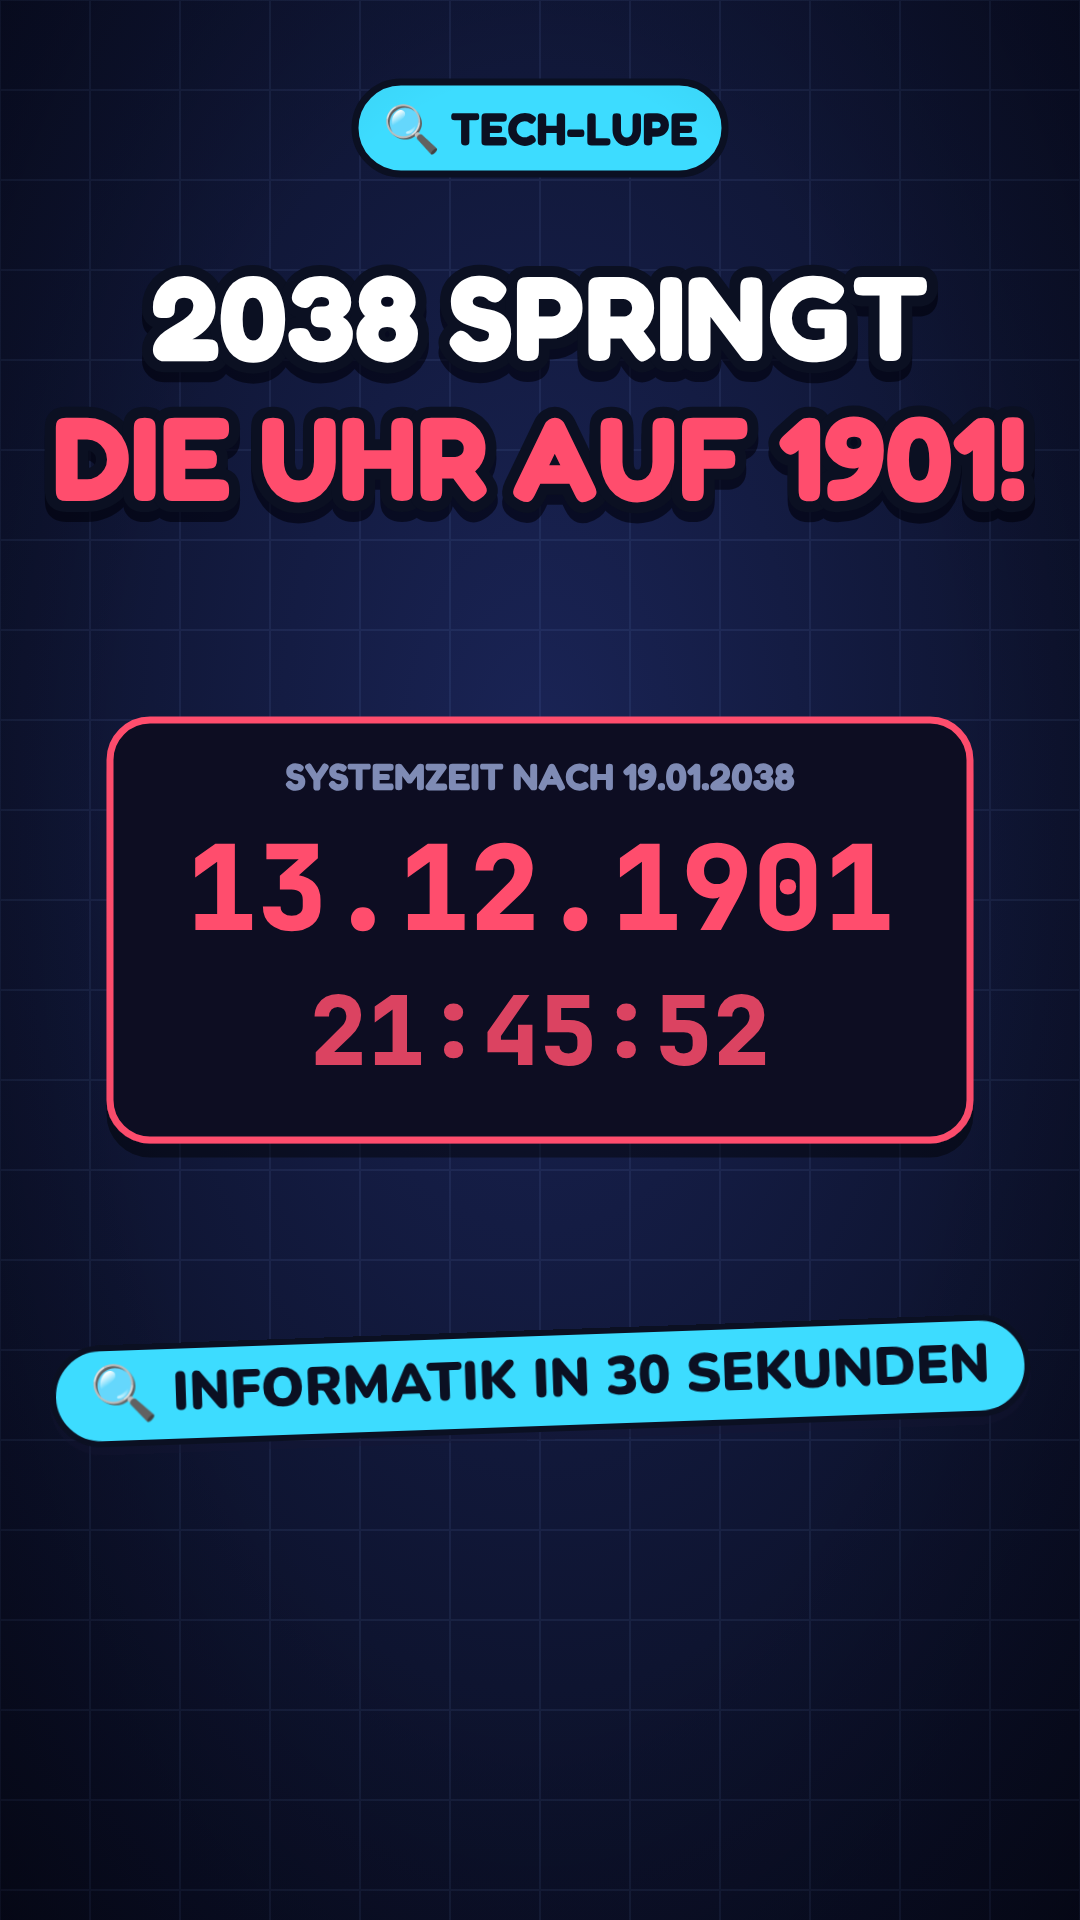 🔍 TECH-LUPE
2038 SPRINGT
DIE UHR AUF 1901!
SYSTEMZEIT NACH 19.01.2038
13.12.1901
21:45:52
🔍 INFORMATIK IN 30 SEKUNDEN